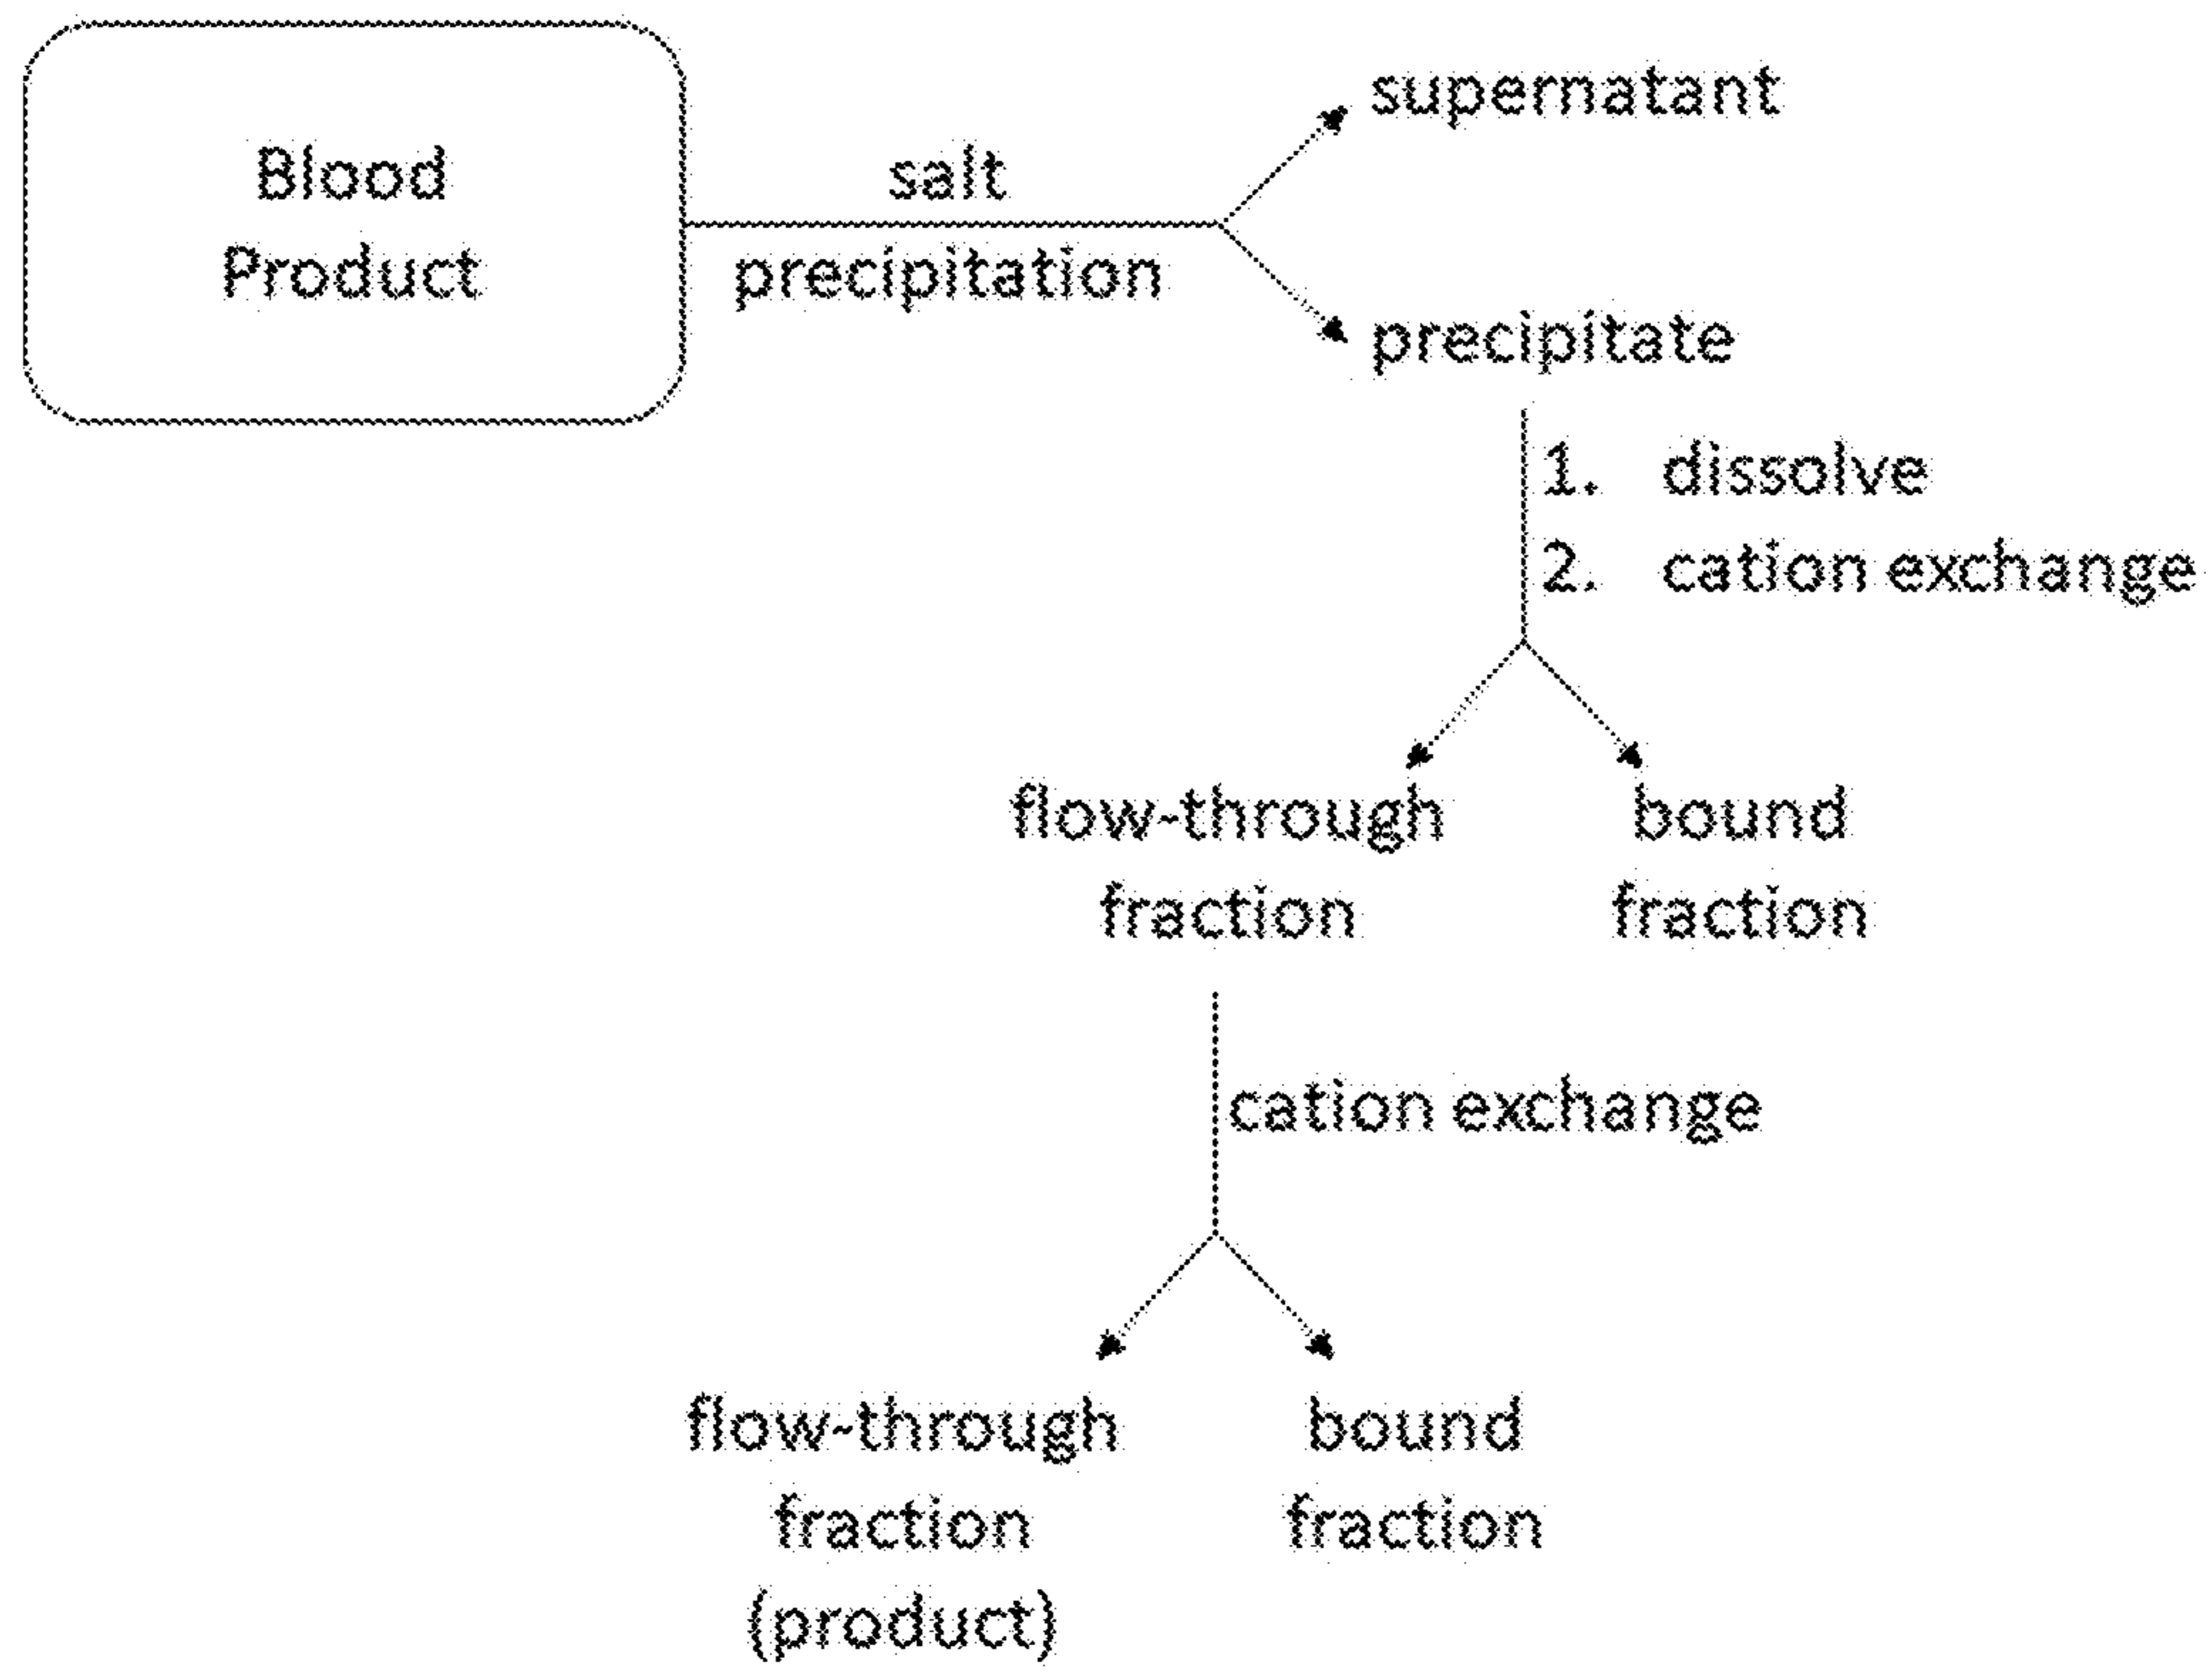 Blood
Product
salt
precipitation
supernatant
precipitate
1. dissolve
2. cation exchange
flow-through
fraction
bound
fraction
cation exchange
flow-through
fraction
(product)
bound
fraction